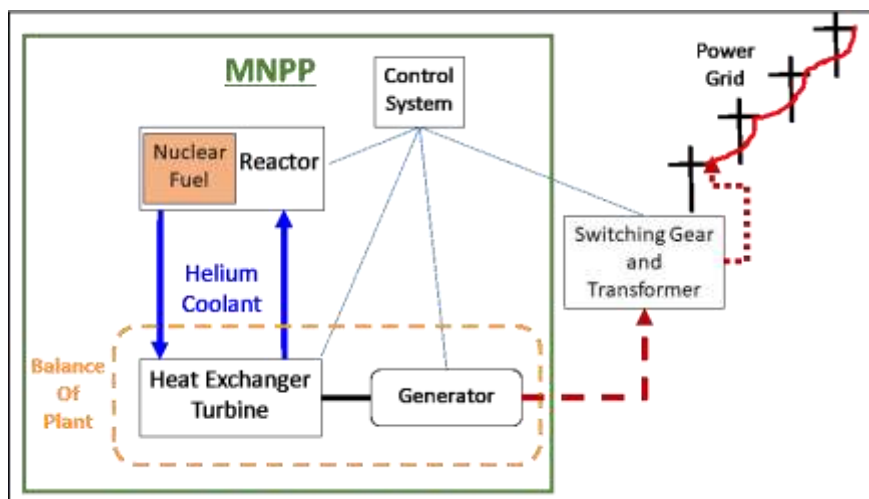 MNPP
Control
System
Power
Grid
Nuclear
Fuel
Reactor
Helium
Coolant
Switching Gear
and
Transformer
Balance
Of
Plant
Heat Exchanger
Turbine
Generator